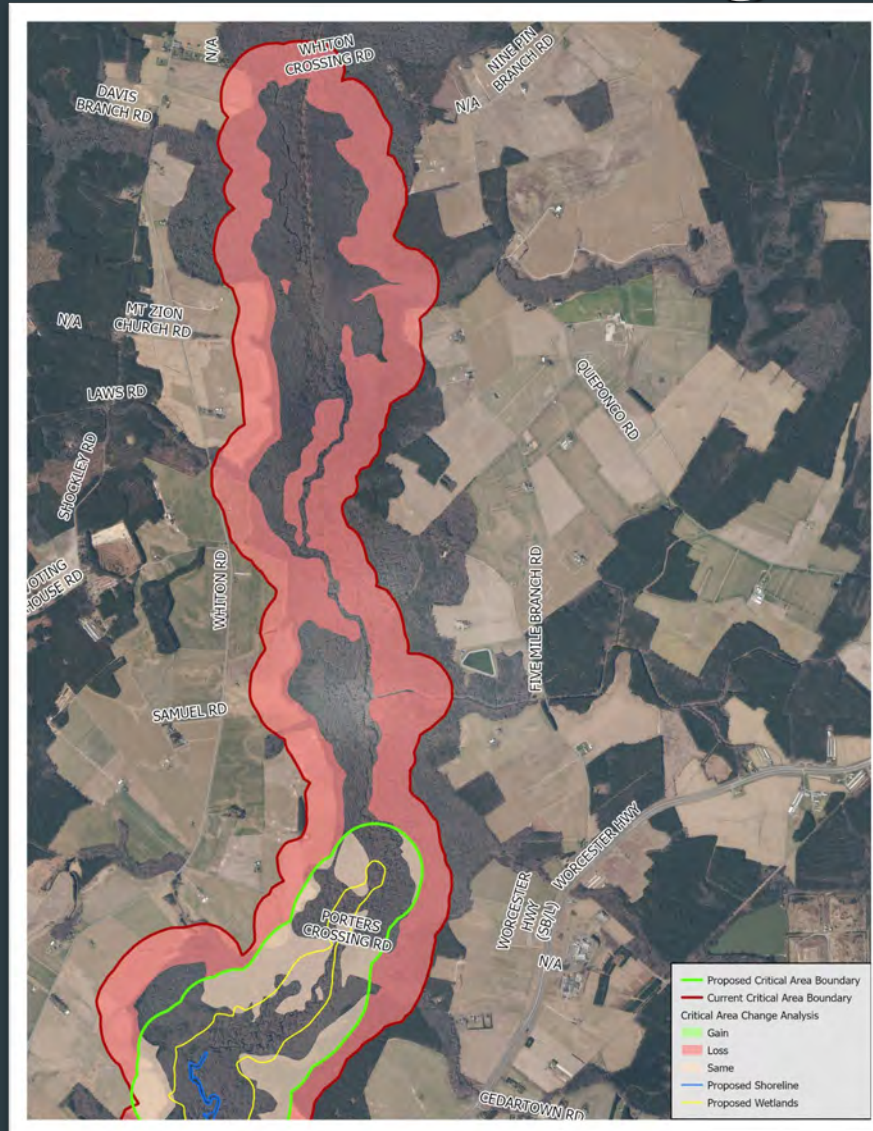 WHITON
CROSSING RD
N/A
NINE PIN
BRANCH RD
N/A
DAVIS
BRANCH RD
MT ZION
CHURCH RD
N/A
LAWS RD
QUEPONCO RD
SHOCKLEY RD
OTING
HOUSE RD
WHITON RD
FIVE MILE BRANCH RD
SAMUEL RD
WORCESTER HWY
WORCESTER
HWY
(SB/L)
PORTERS
CROSSING RD
N/A
CEDARTOWN RD
Proposed Critical Area Boundary
Current Critical Area Boundary
Critical Area Change Analysis
Gain
Loss
Same
Proposed Shoreline
Proposed Wetlands